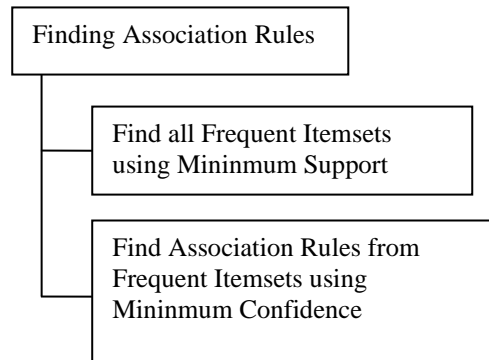 Finding Association Rules
Find all Frequent Itemsets
using Mininmum Support
Find Association Rules from
Frequent Itemsets using
Mininmum Confidence